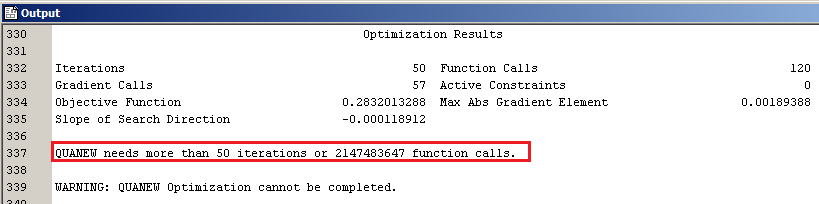 Output
330 Optimization Results
331
332 Iterations 50 Function Calls 120
333 Gradient Calls 57 Active Constraints 0
334 Objective Function 0.2832013288 Max Abs Gradient Element 0.00189388
335 Slope of Search Direction -0.000118912
336
337 QUANEW needs more than 50 iterations or 2147483647 function calls.
338
339 WARNING: QUANEW Optimization cannot be completed.
340